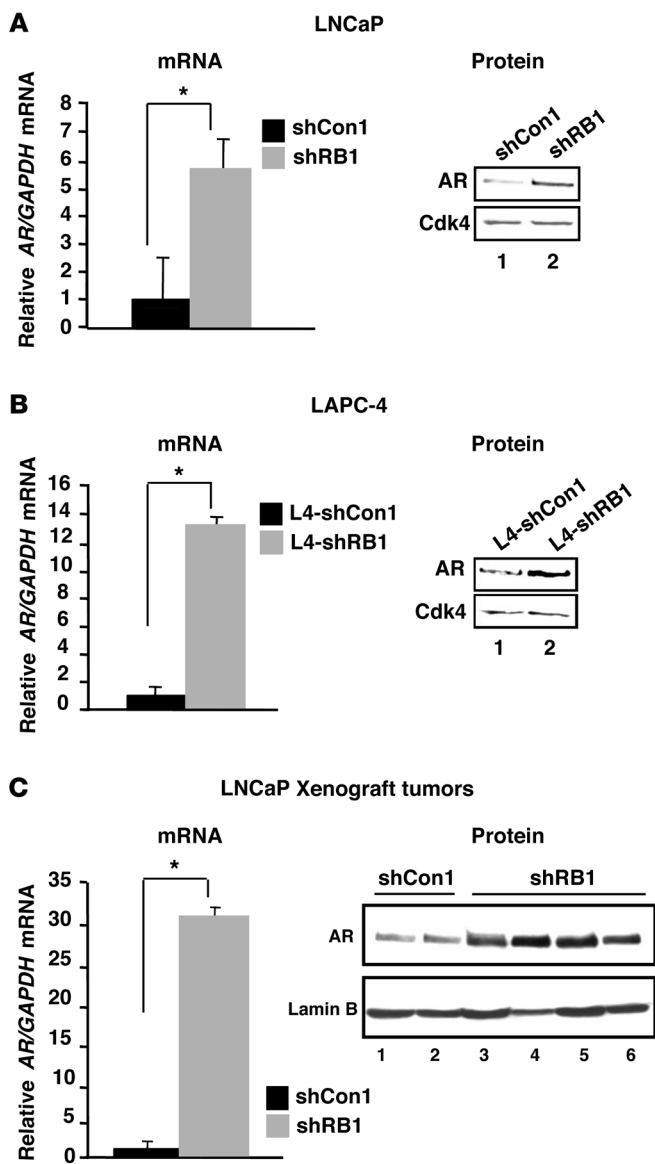 A
LNCaP
mRNA
Protein
Relative AR/GAPDH mRNA
8
7
6
5
4
3
2
1
0
*
shCon1
shRB1
shCon1
shRB1
AR
Cdk4
1 2
B
LAPC-4
mRNA
Protein
Relative AR/GAPDH mRNA
16
14
12
10
8
6
4
2
0
*
L4-shCon1
L4-shRB1
L4-shCon1
L4-shRB1
AR
Cdk4
1 2
C
LNCaP Xenograft tumors
mRNA
Protein
Relative AR/GAPDH mRNA
35
30
25
20
15
10
5
0
*
shCon1
shRB1
shCon1 shRB1
AR
Lamin B
1 2 3 4 5 6